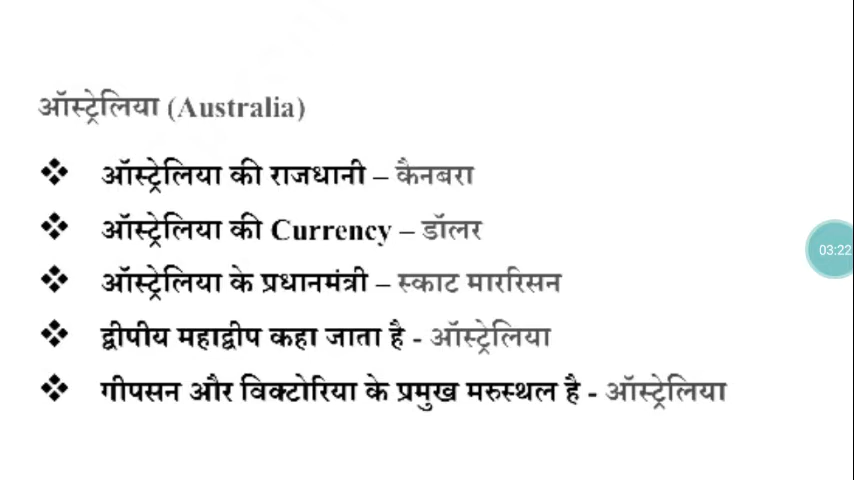 ऑस्ट्रेलिया (Australia)
❖ ऑस्ट्रेलिया की राजधानी – कैनबरा
❖ ऑस्ट्रेलिया की Currency – डॉलर
❖ ऑस्ट्रेलिया के प्रधानमंत्री – स्काट माररिसन
❖ द्वीपीय महाद्वीप कहा जाता है - ऑस्ट्रेलिया
❖ गीपसन और विक्टोरिया के प्रमुख मरुस्थल है - ऑस्ट्रेलिया
03:22